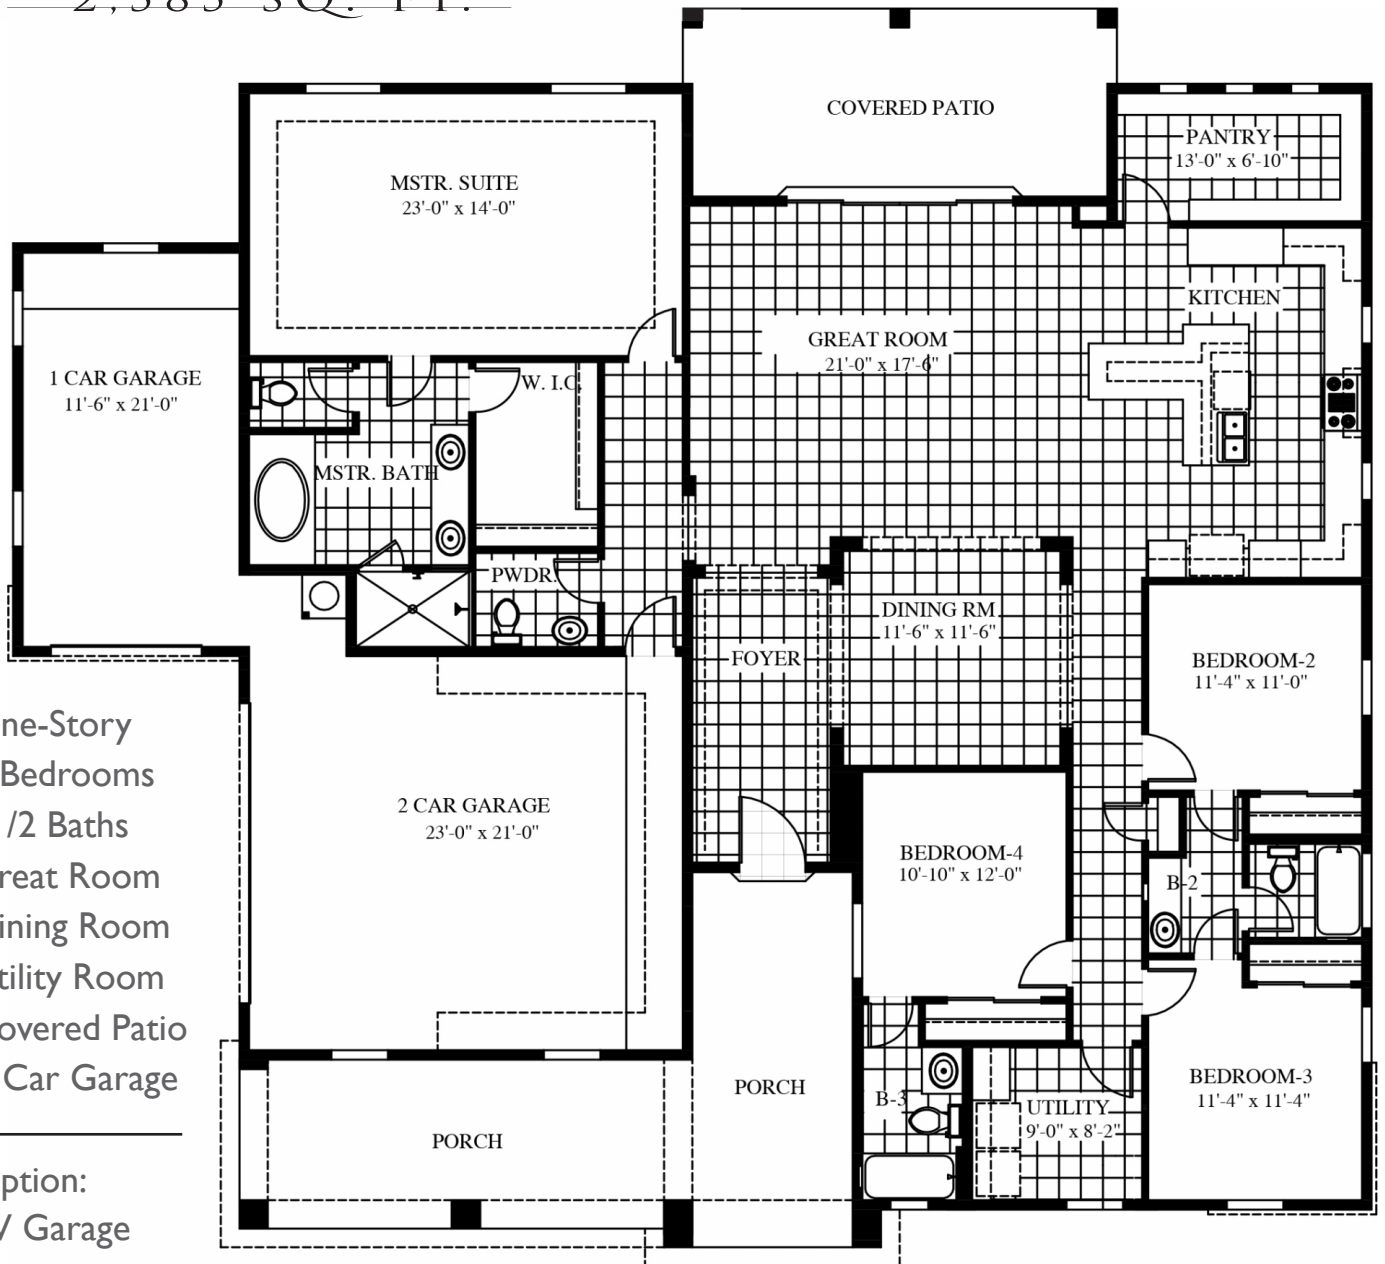 COVERED PATIO
PANTRY
13'-0" x 6'-10"
MSTR. SUITE
23'-0" x 14'-0"
KITCHEN
GREAT ROOM
21'-0" x 17'-6"
1 CAR GARAGE
11'-6" x 21'-0"
W. I.C.
MSTR. BATH
PWDR.
DINING RM
11'-6" x 11'-6"
FOYER
BEDROOM-2
11'-4" x 11'-0"
2 CAR GARAGE
23'-0" x 21'-0"
BEDROOM-4
10'-10" x 12'-0"
B-2
BEDROOM-3
11'-4" x 11'-4"
PORCH
B-3
UTILITY
9'-0" x 8'-2"
PORCH
ne-Story
Bedrooms
/2 Baths
reat Room
ining Room
tility Room
overed Patio
Car Garage
ption:
Garage